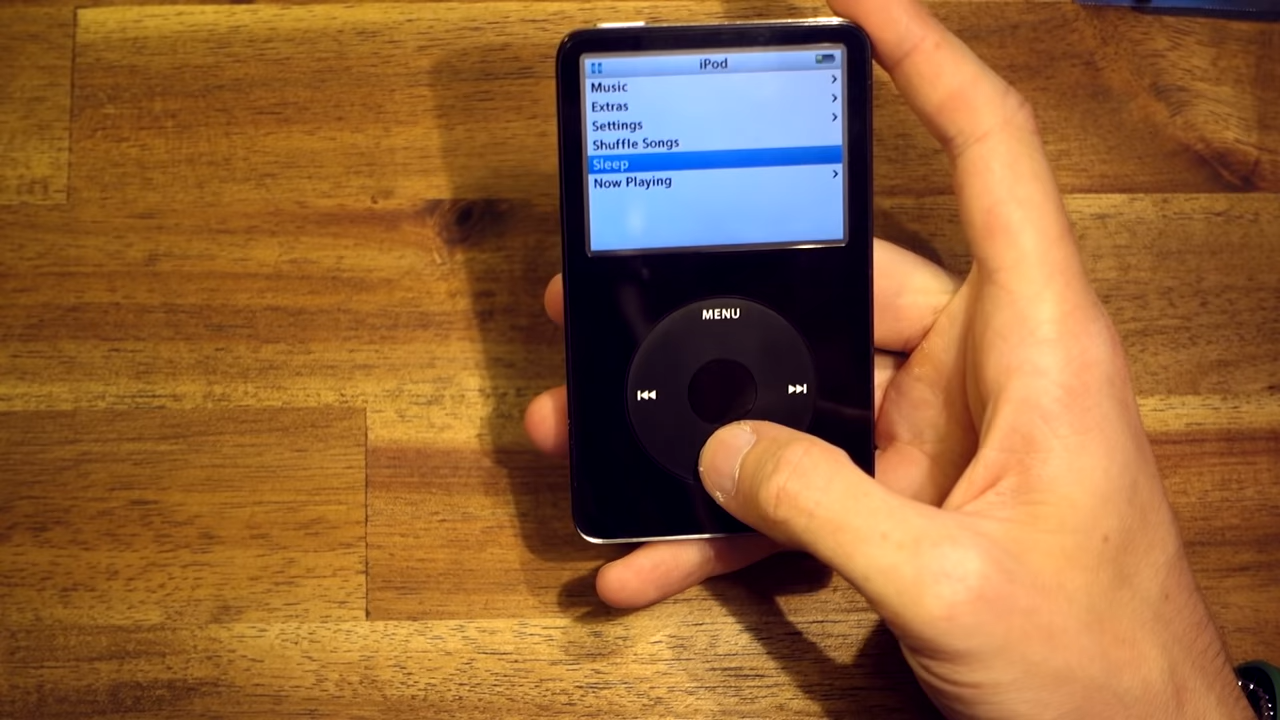 iPod
Music
Extras
Settings
Shuffle Songs
Sleep
Now Playing
MENU